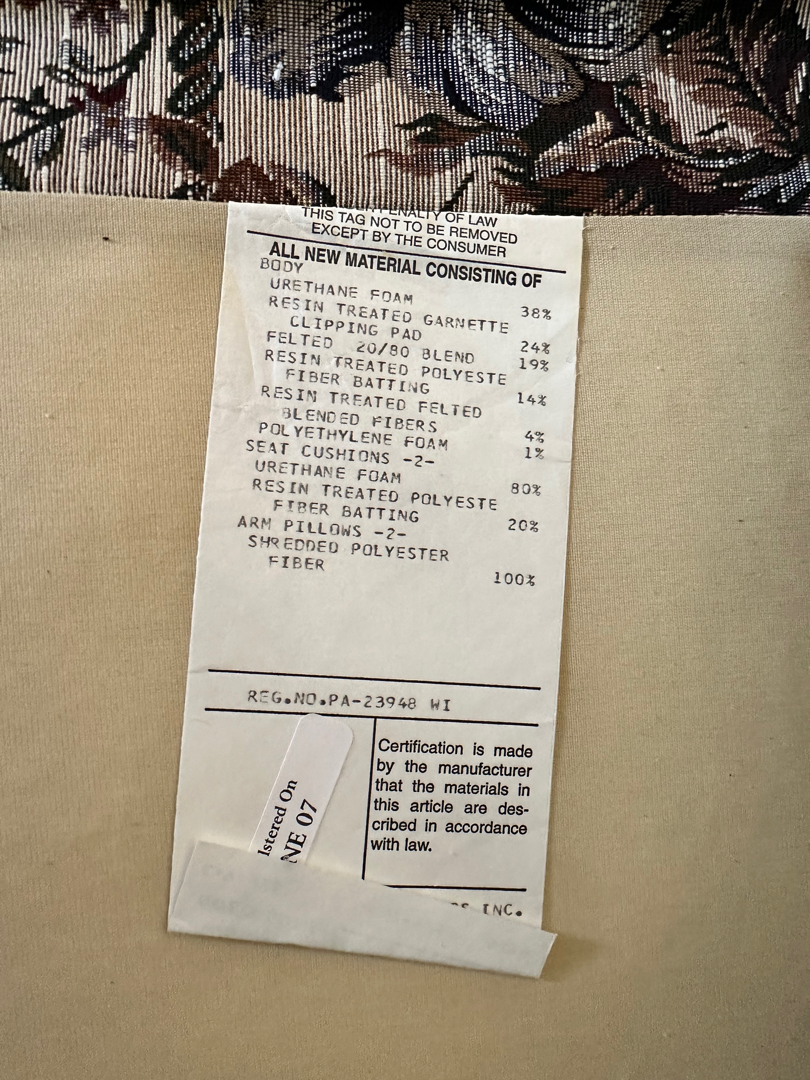 PENALTY OF LAW
THIS TAG NOT TO BE REMOVED
EXCEPT BY THE CONSUMER
ALL NEW MATERIAL CONSISTING OF
BODY
URETHANE FOAM 38%
RESIN TREATED GARNETTE
CLIPPING PAD 24%
FELTED 20/80 BLEND 19%
RESIN TREATED POLYESTE
FIBER BATTING 14%
RESIN TREATED FELTED
BLENDED FIBERS 4%
POLYETHYLENE FOAM 1%
SEAT CUSHIONS -2-
URETHANE FOAM 80%
RESIN TREATED POLYESTE
FIBER BATTING 20%
ARM PILLOWS -2-
SHREDDED POLYESTER
FIBER 100%
REG.NO.PA-23948 WI
lstered On
NE 07
Certification is made
by the manufacturer
that the materials in
this article are des-
cribed in accordance
with law.
INC.